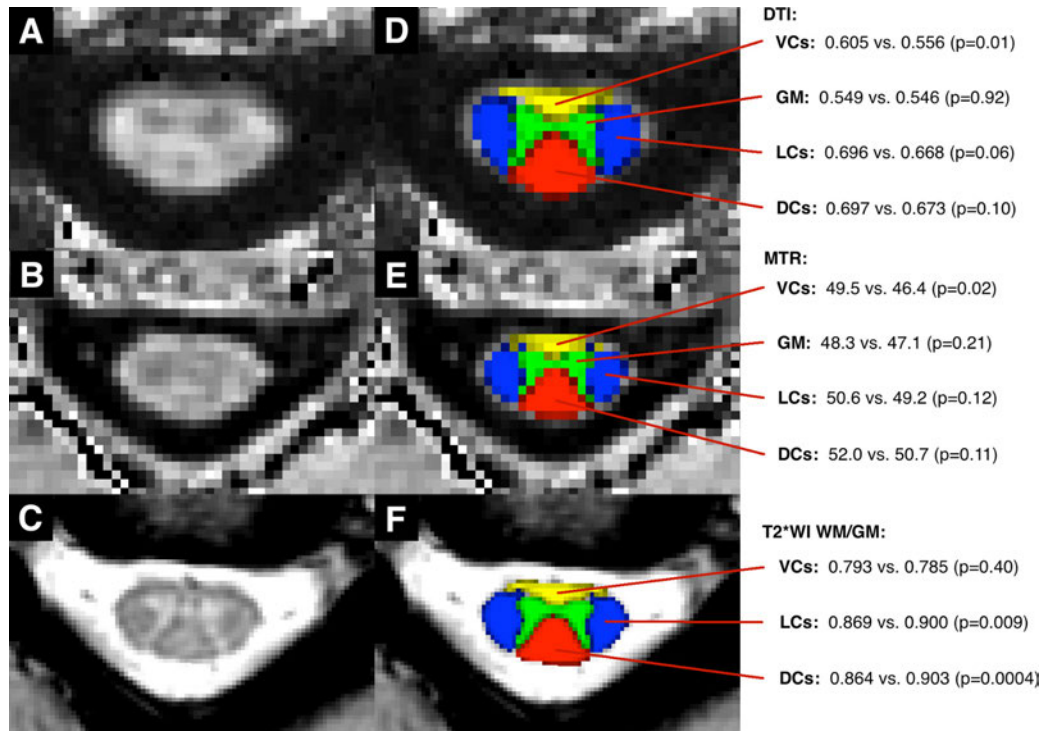 A
D
DTI:
VCs: 0.605 vs. 0.556 (p=0.01)
GM: 0.549 vs. 0.546 (p=0.92)
LCs: 0.696 vs. 0.668 (p=0.06)
DCs: 0.697 vs. 0.673 (p=0.10)
B
E
MTR:
VCs: 49.5 vs. 46.4 (p=0.02)
GM: 48.3 vs. 47.1 (p=0.21)
LCs: 50.6 vs. 49.2 (p=0.12)
DCs: 52.0 vs. 50.7 (p=0.11)
C
F
T2*WI WM/GM:
VCs: 0.793 vs. 0.785 (p=0.40)
LCs: 0.869 vs. 0.900 (p=0.009)
DCs: 0.864 vs. 0.903 (p=0.0004)